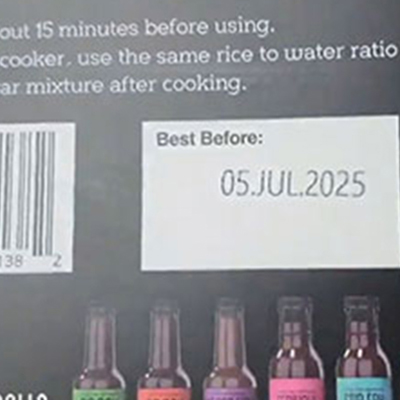 out 15 minutes before using.
cooker, use the same rice to water ratio
ar mixture after cooking.
Best Before:
05.JUL.2025
138 2